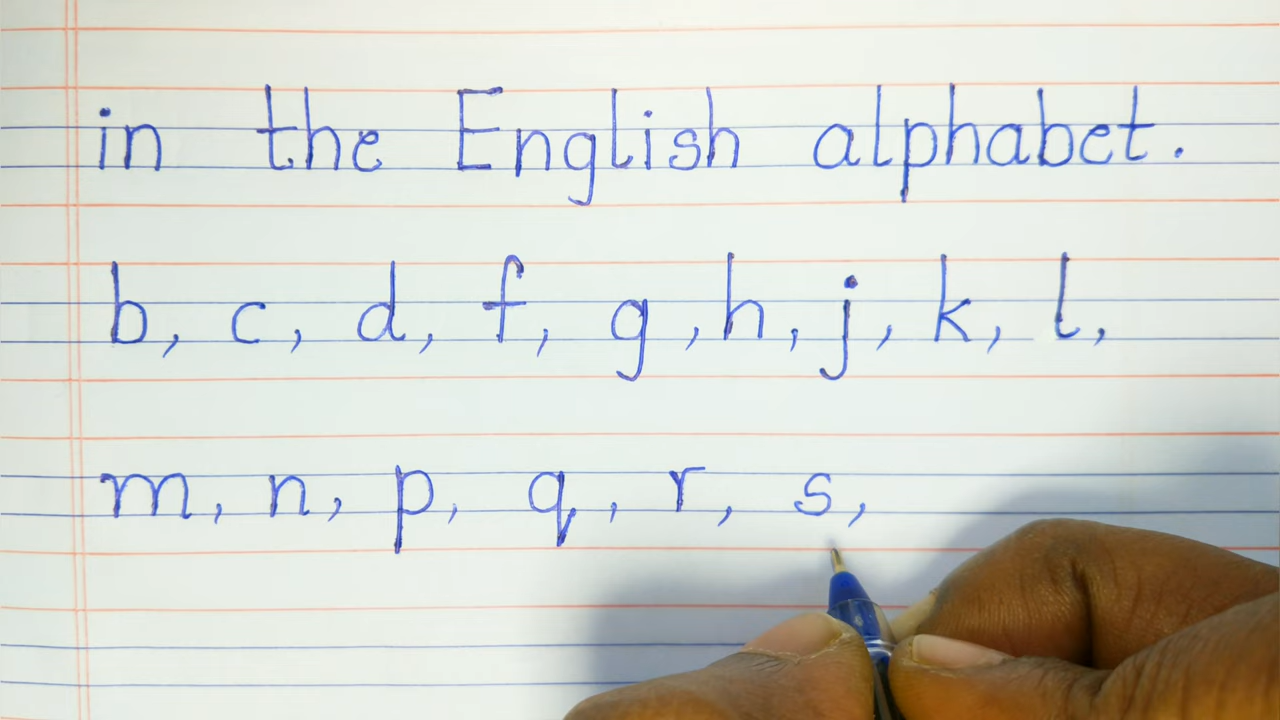 in the English alphabet.
b, c, d, f, g, h, j, k, l,
m, n, p, q, r, s,